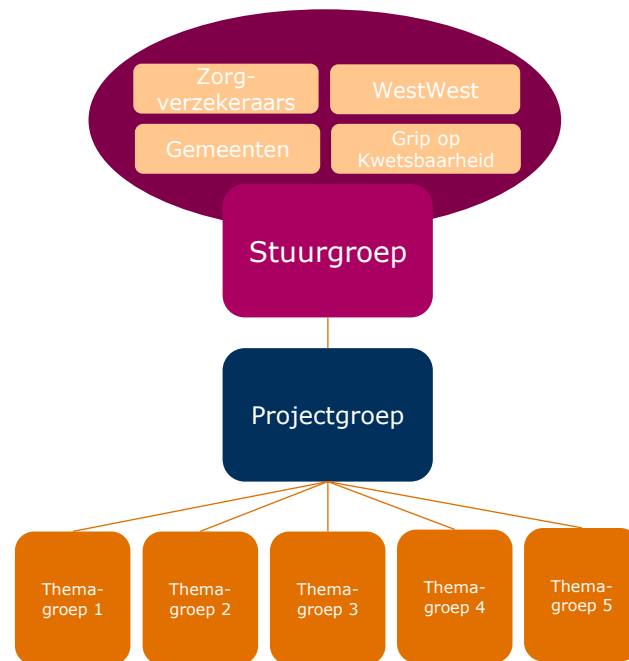 Zorg-
verzekeraars
WestWest
Gemeenten
Grip op
Kwetsbaarheid
Stuurgroep
Projectgroep
Thema-
groep 1
Thema-
groep 2
Thema-
groep 3
Thema-
groep 4
Thema-
groep 5